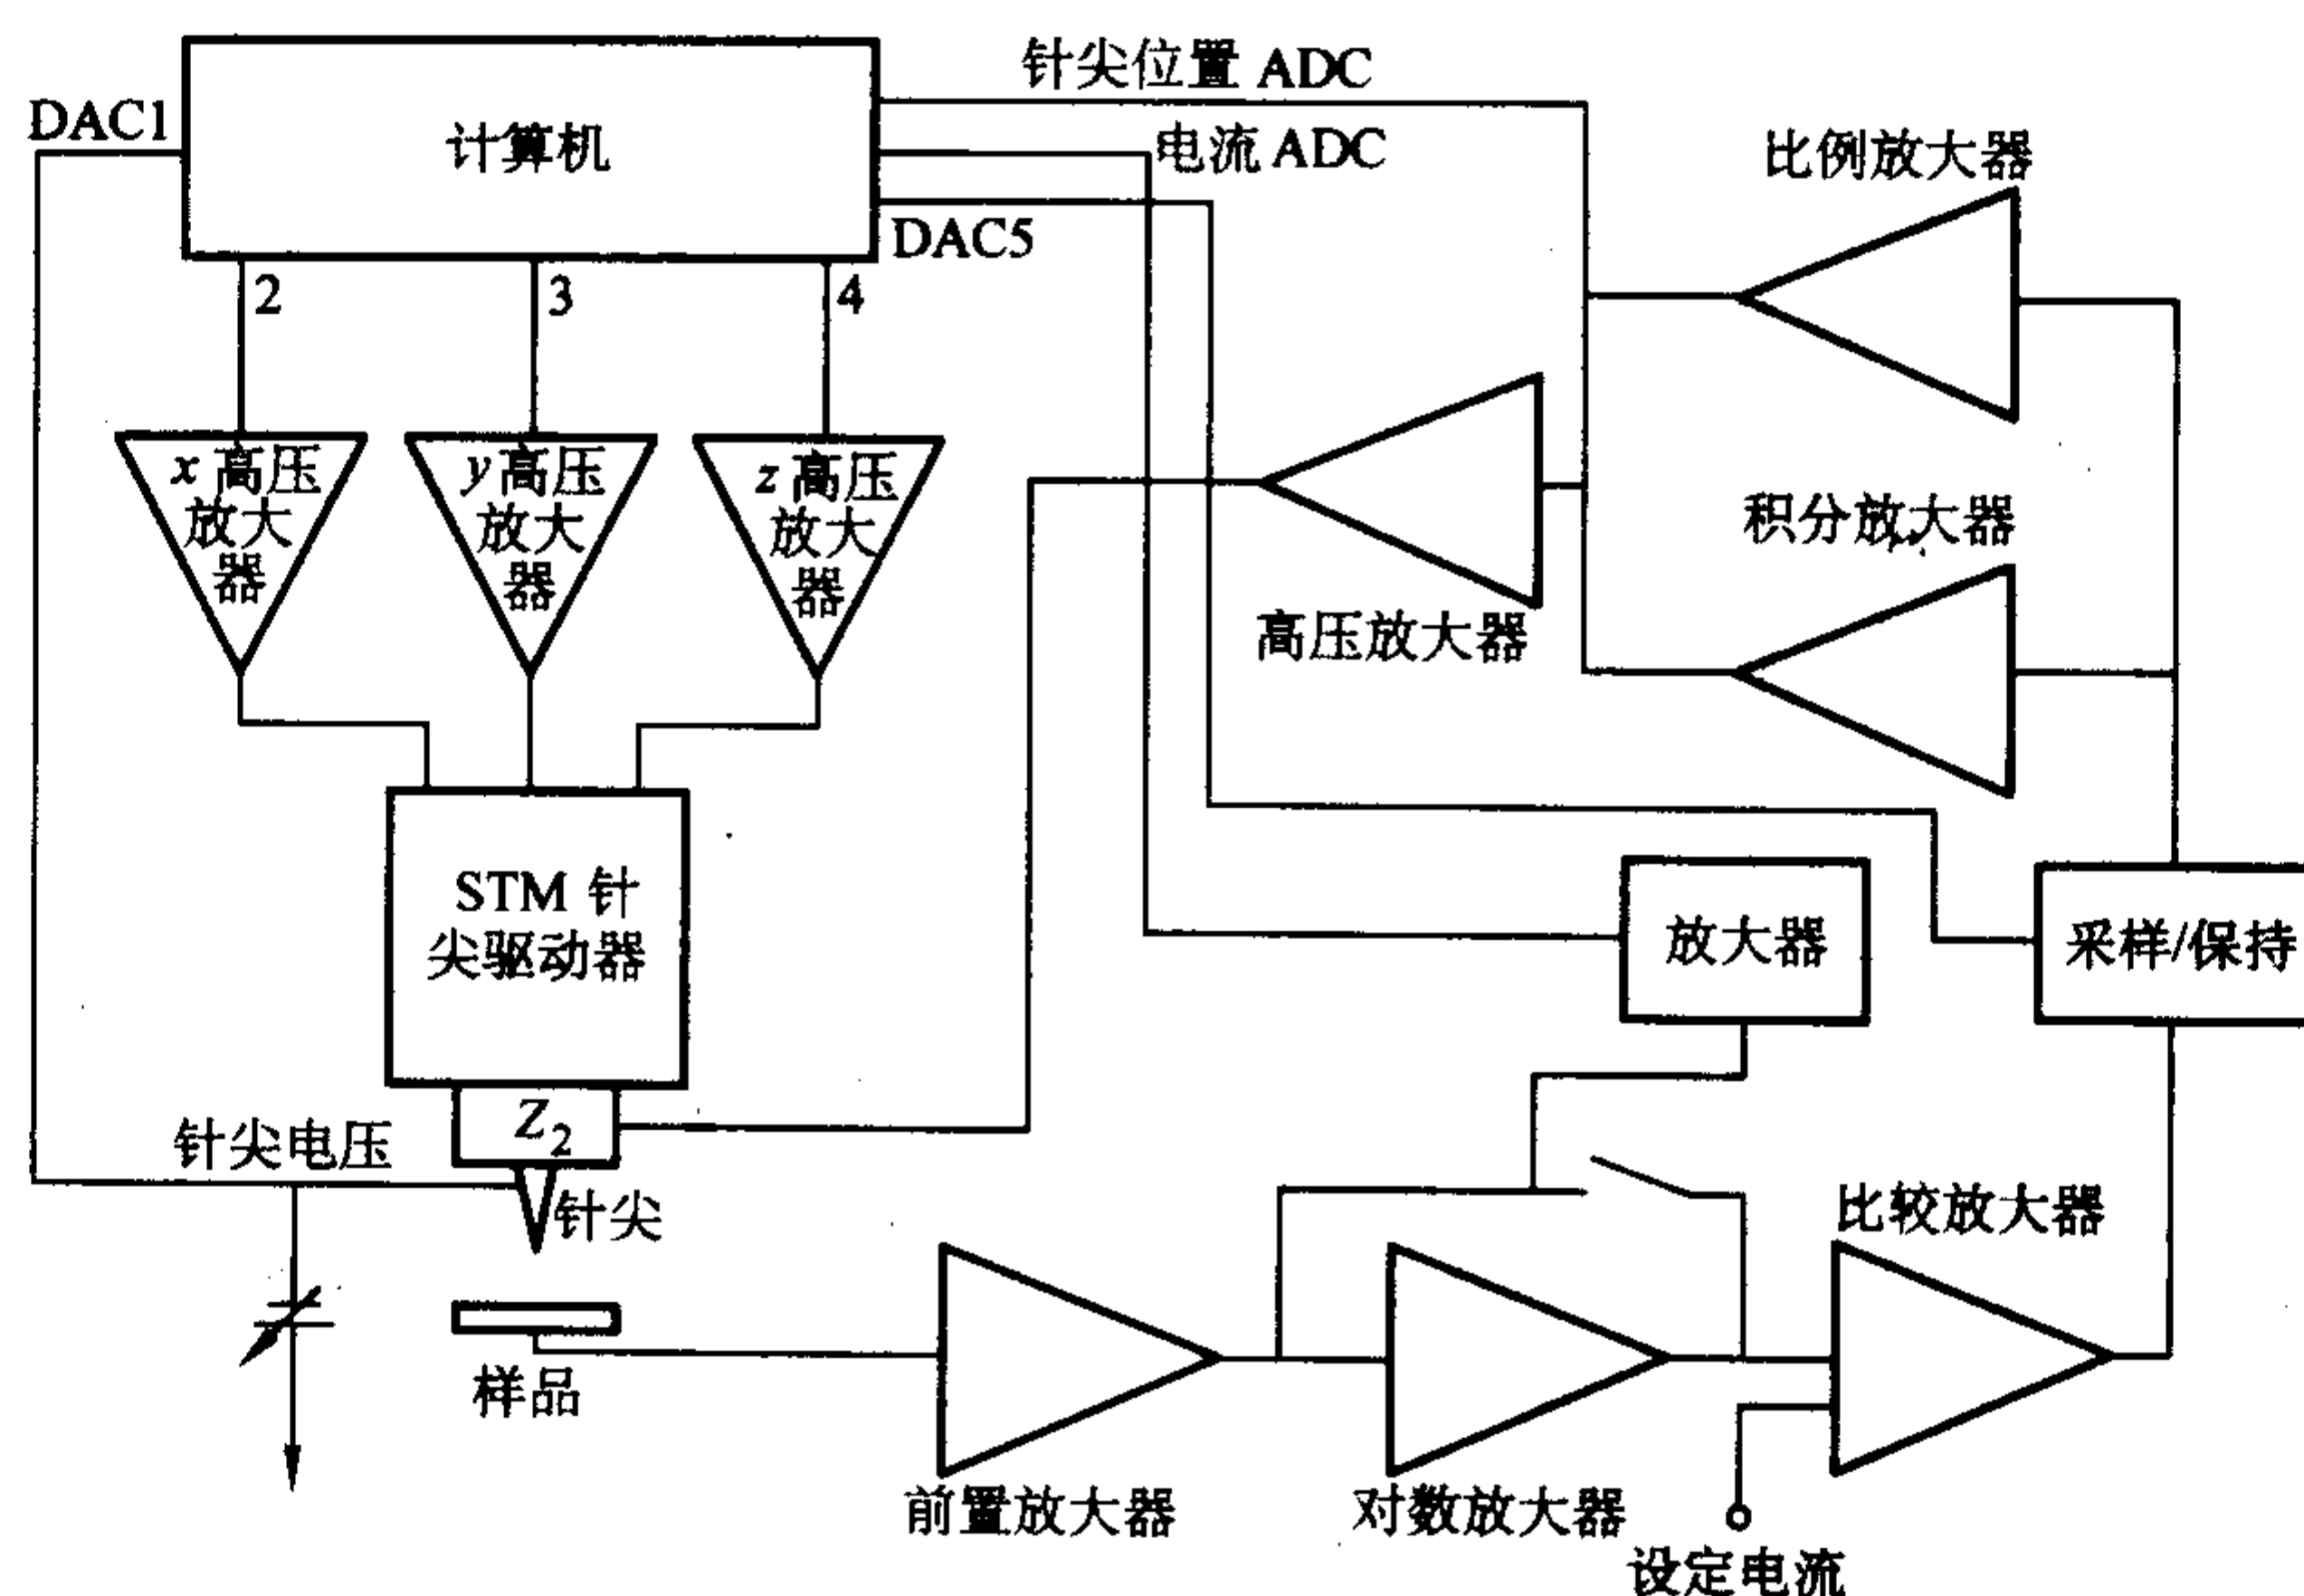 针尖位置 ADC
DAC1
计算机
电流 ADC
比例放大器
DAC5
2
3
4
x 高压
放大
器
y 高压
放大
器
z 高压
放大
器
积分放大器
高压放大器
STM 针
尖驱动器
放大器
采样/保持
Z2
针尖电压
针尖
比较放大器
样品
前置放大器
对数放大器
设定电流